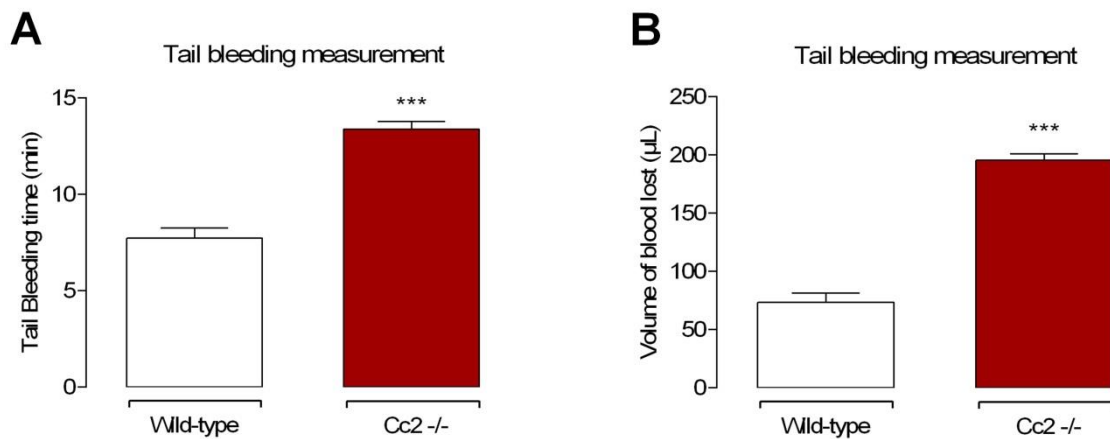 A
Tail bleeding measurement
Tail Bleeding time (min)
15
10
5
0
***
Wild-type
Cc2 -/-
B
Tail bleeding measurement
Volume of blood lost (µL)
250
200
150
100
50
0
***
Wild-type
Cc2 -/-